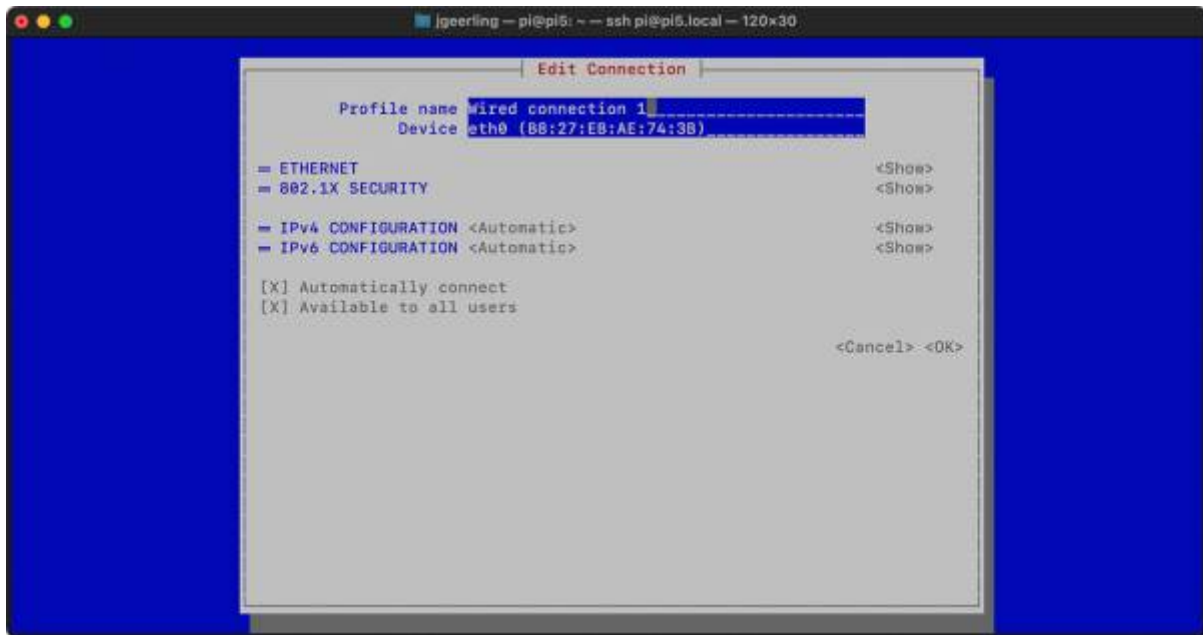 jgeerling — pi@pi5: ~ — ssh pi@pi5.local — 120×30
Edit Connection
Profile name Wired connection 1
Device eth0 (B8:27:EB:AE:74:3B)
═ ETHERNET <Show>
═ 802.1X SECURITY <Show>
═ IPv4 CONFIGURATION <Automatic> <Show>
═ IPv6 CONFIGURATION <Automatic> <Show>
[X] Automatically connect
[X] Available to all users
<Cancel> <OK>